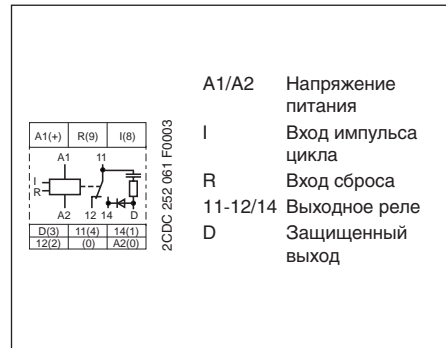 A1(+) R(9) I(8)
A1 11
I
R
A2 12 14 D
D(3) 11(4) 14(1)
12(2) (0) A2(0)
2CDC 252 061 F0003
A1/A2 Напряжение
питания
I Вход импульса
цикла
R Вход сброса
11-12/14 Выходное реле
D Защищенный
выход